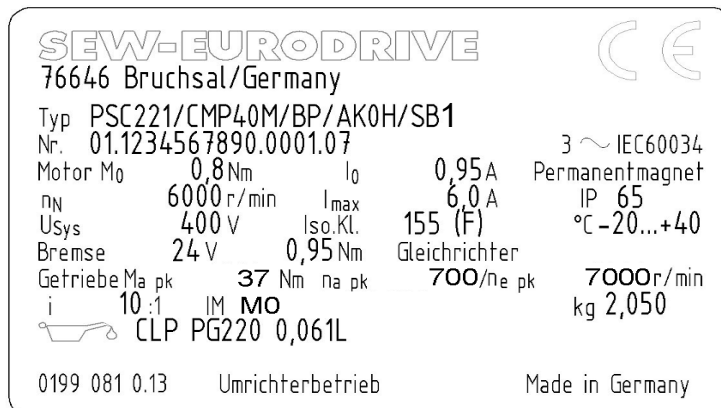 SEW-EURODRIVE CE
76646 Bruchsal/Germany
Typ PSC221/CMP40M/BP/AK0H/SB1
Nr. 01.1234567890.0001.07 3 ~ IEC60034
Motor M0 0,8 Nm I0 0,95 A Permanentmagnet
nN 6000 r/min Imax 6,0 A IP 65
USys 400 V Iso.Kl. 155 (F) °C -20...+40
Bremse 24 V 0,95 Nm Gleichrichter
Getriebe Ma pk 37 Nm na pk 700/ne pk 7000r/min
i 10 :1 IM M0 kg 2,050
CLP PG220 0,061L
0199 081 0.13 Umrichterbetrieb Made in Germany